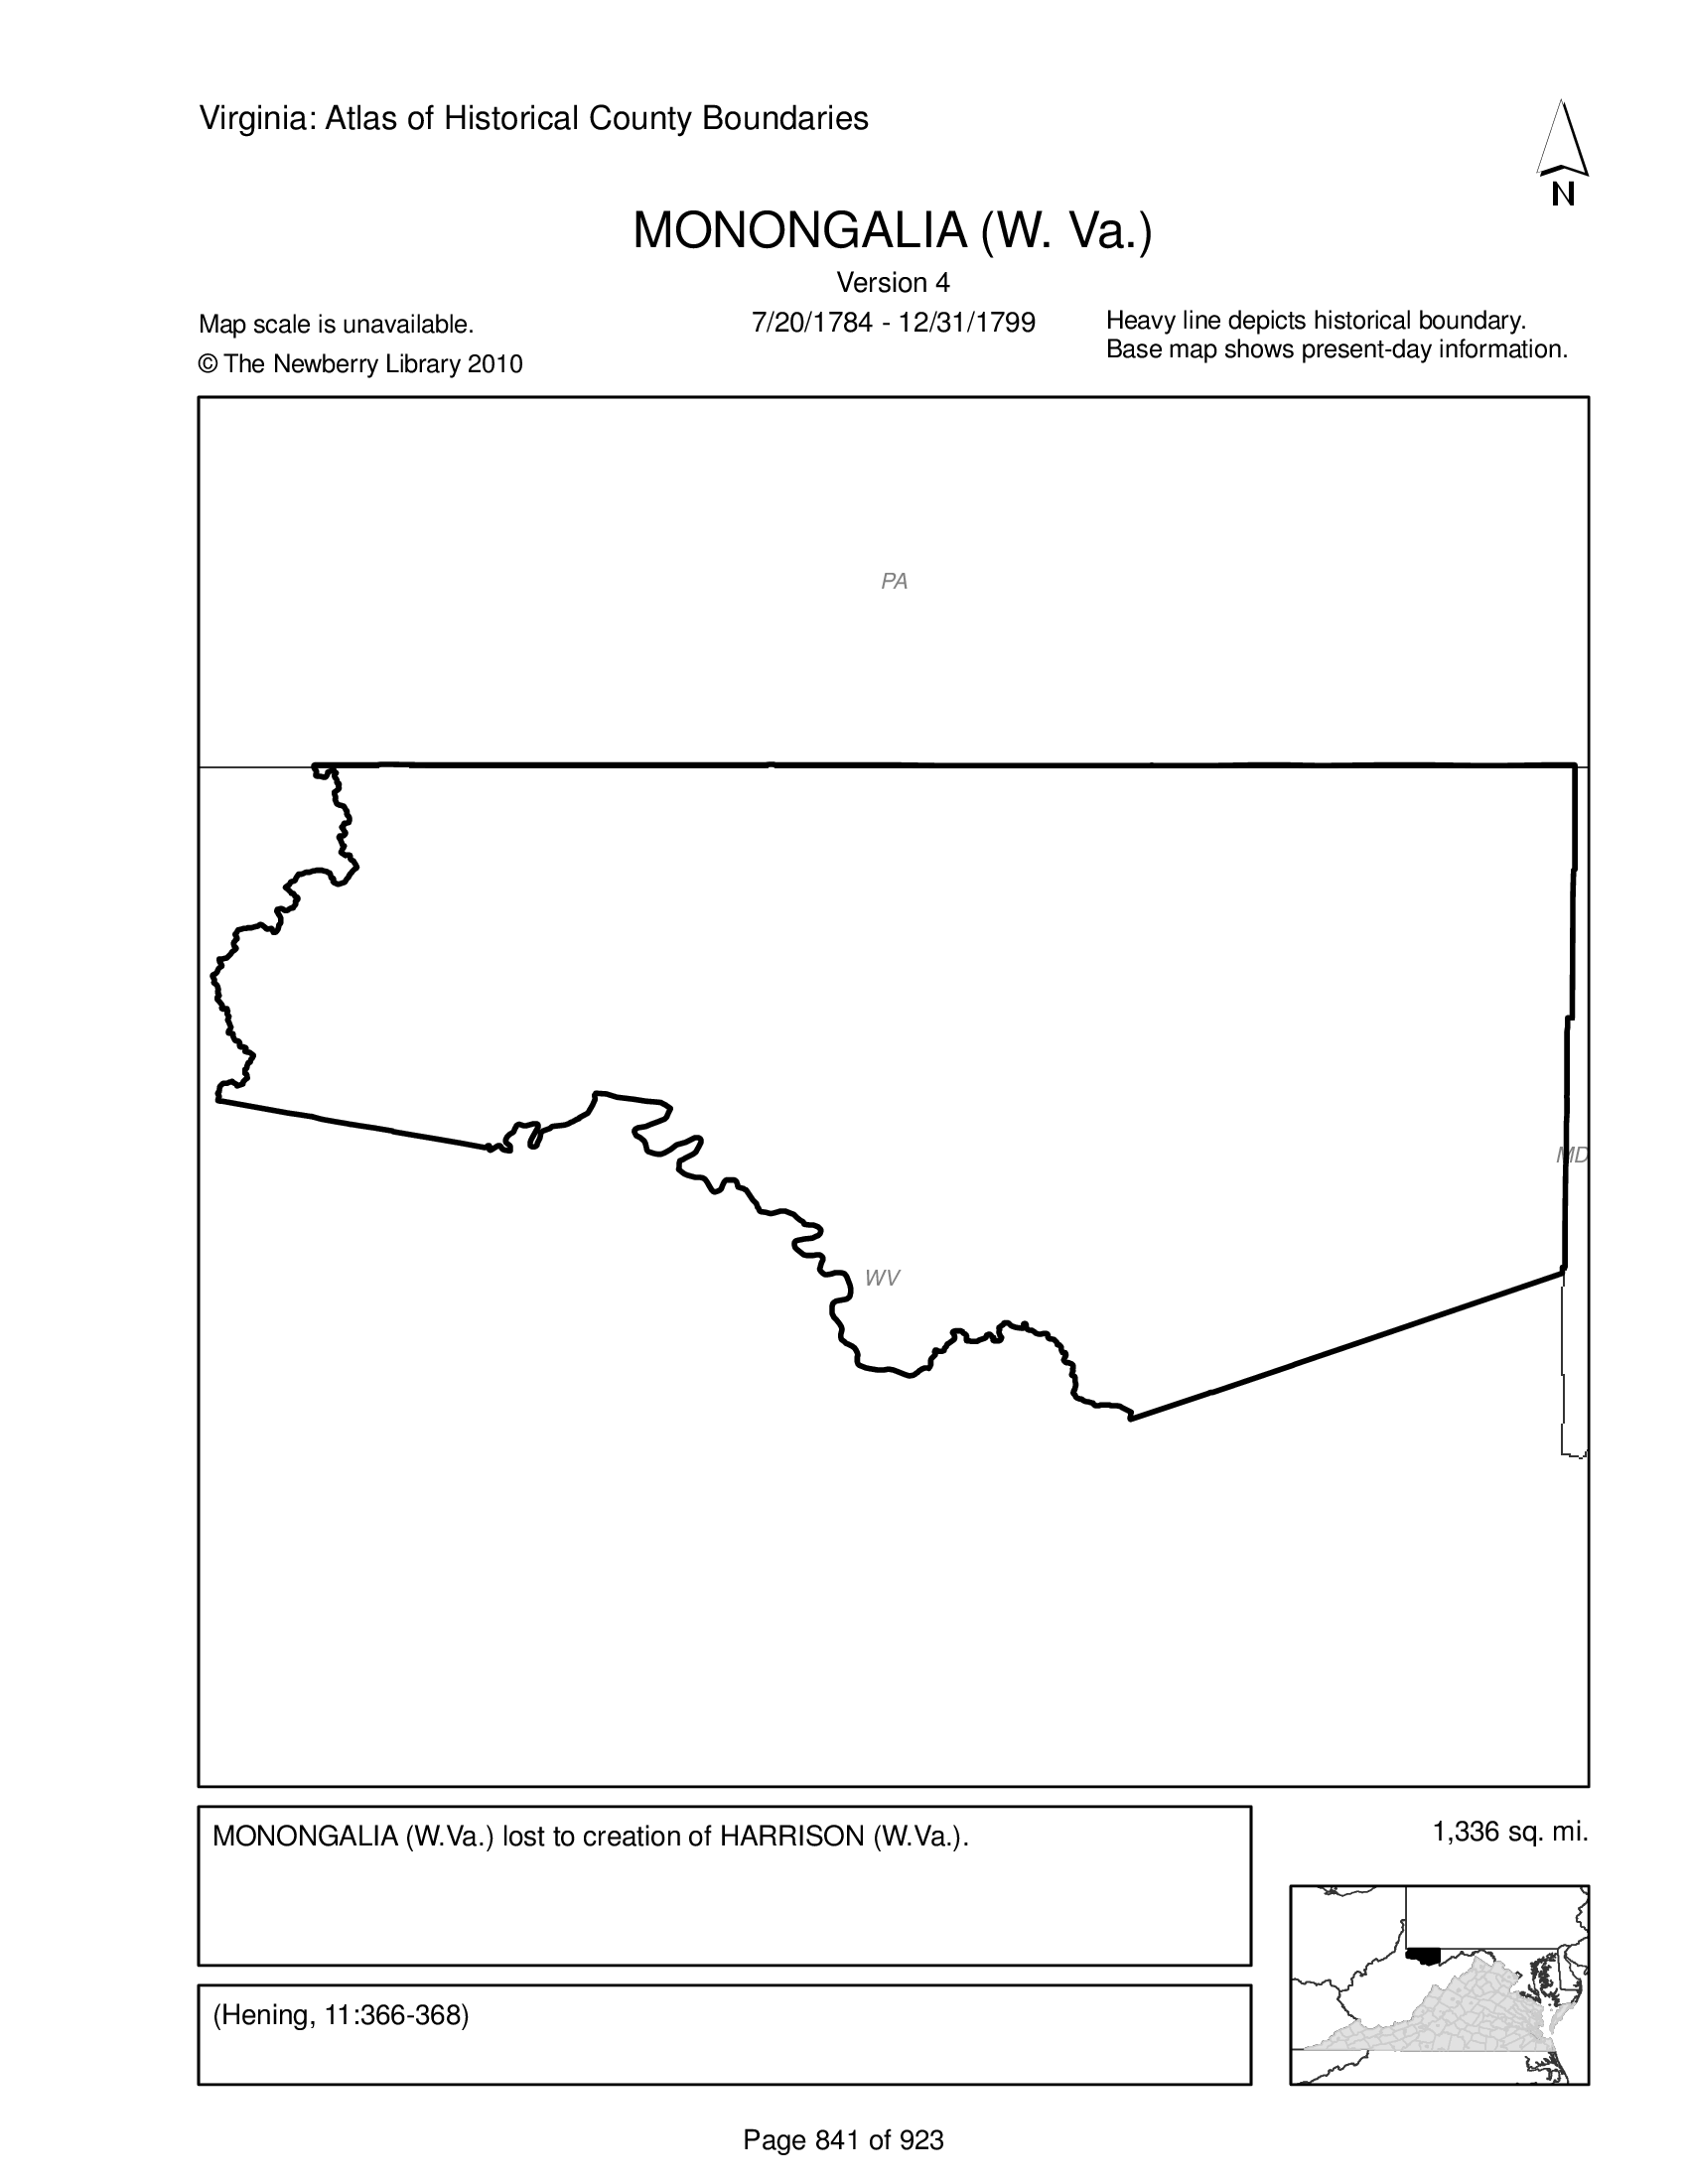 Virginia: Atlas of Historical County Boundaries
N
MONONGALIA (W. Va.)
Version 4
7/20/1784 - 12/31/1799
Map scale is unavailable.
© The Newberry Library 2010
Heavy line depicts historical boundary.
Base map shows present-day information.
PA
MD
WV
MONONGALIA (W.Va.) lost to creation of HARRISON (W.Va.).
1,336 sq. mi.
(Hening, 11:366-368)
Page 841 of 923